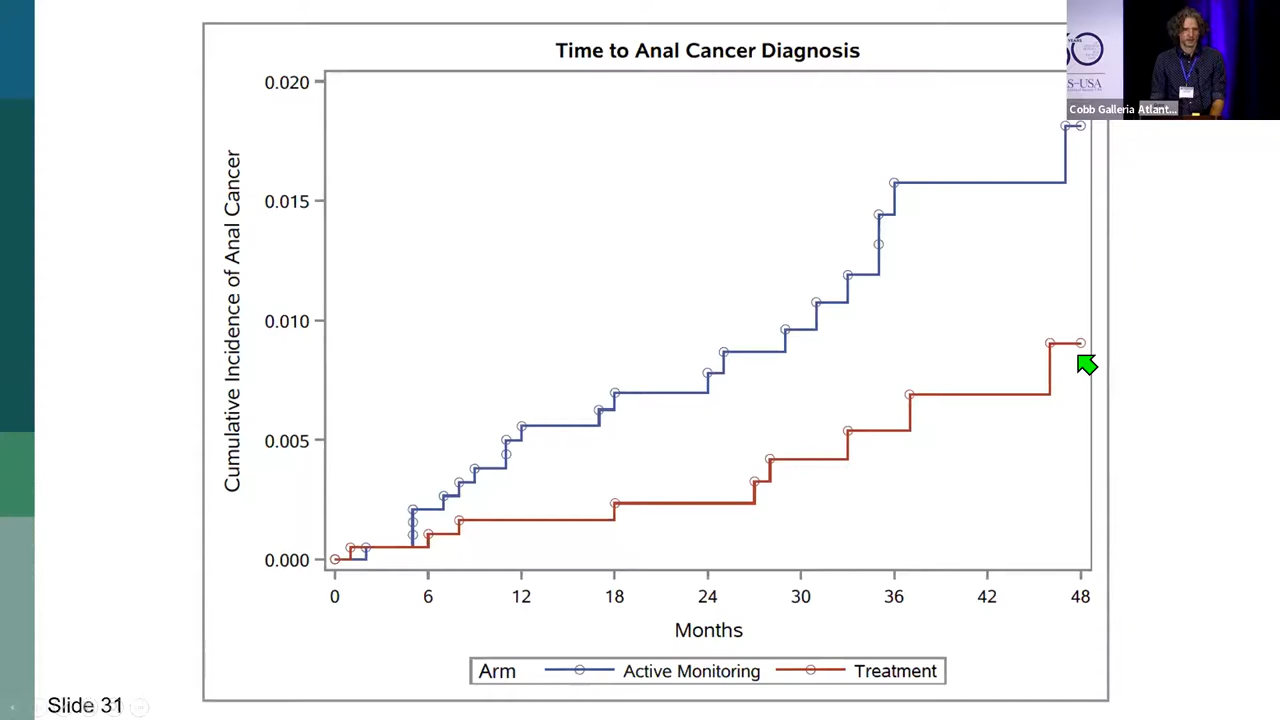 Time to Anal Cancer Diagnosis
YEARS
S–USA
Cobb Galleria Atlant...
Cumulative Incidence of Anal Cancer
0.020
0.015
0.010
0.005
0.000
0 6 12 18 24 30 36 42 48
Months
Arm Active Monitoring Treatment
Slide 31